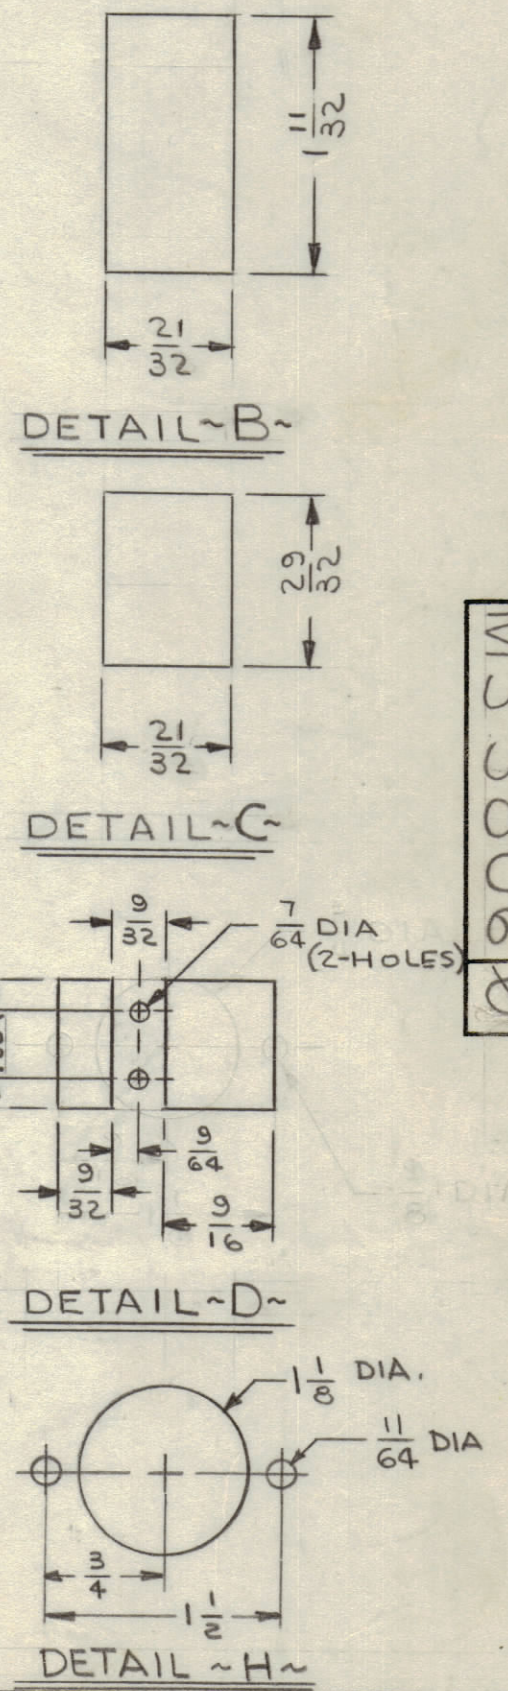 1 11/32
21/32
DETAIL~B~
29/32
21/32
DETAIL~C~
9/32
7/64 DIA
(2-HOLES)
9/64
9/32
9/16
DETAIL~D~
1 1/8 DIA.
11/64 DIA
3/4
1 1/2
DETAIL ~H~